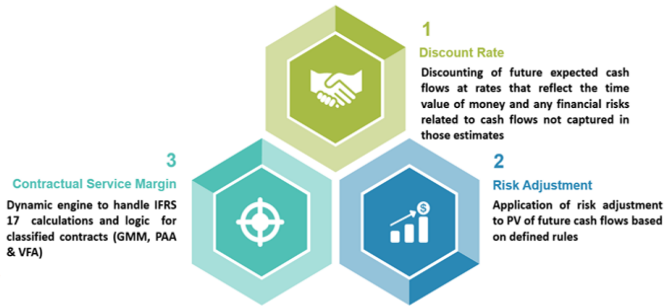 1
Discount Rate
Discounting of future expected cash
flows at rates that reflect the time
value of money and any financial risks
related to cash flows not captured in
those estimates
2
Risk Adjustment
Application of risk adjustment
to PV of future cash flows based
on defined rules
$
3
Contractual Service Margin
Dynamic engine to handle IFRS
17 calculations and logic for
classified contracts (GMM, PAA
& VFA)